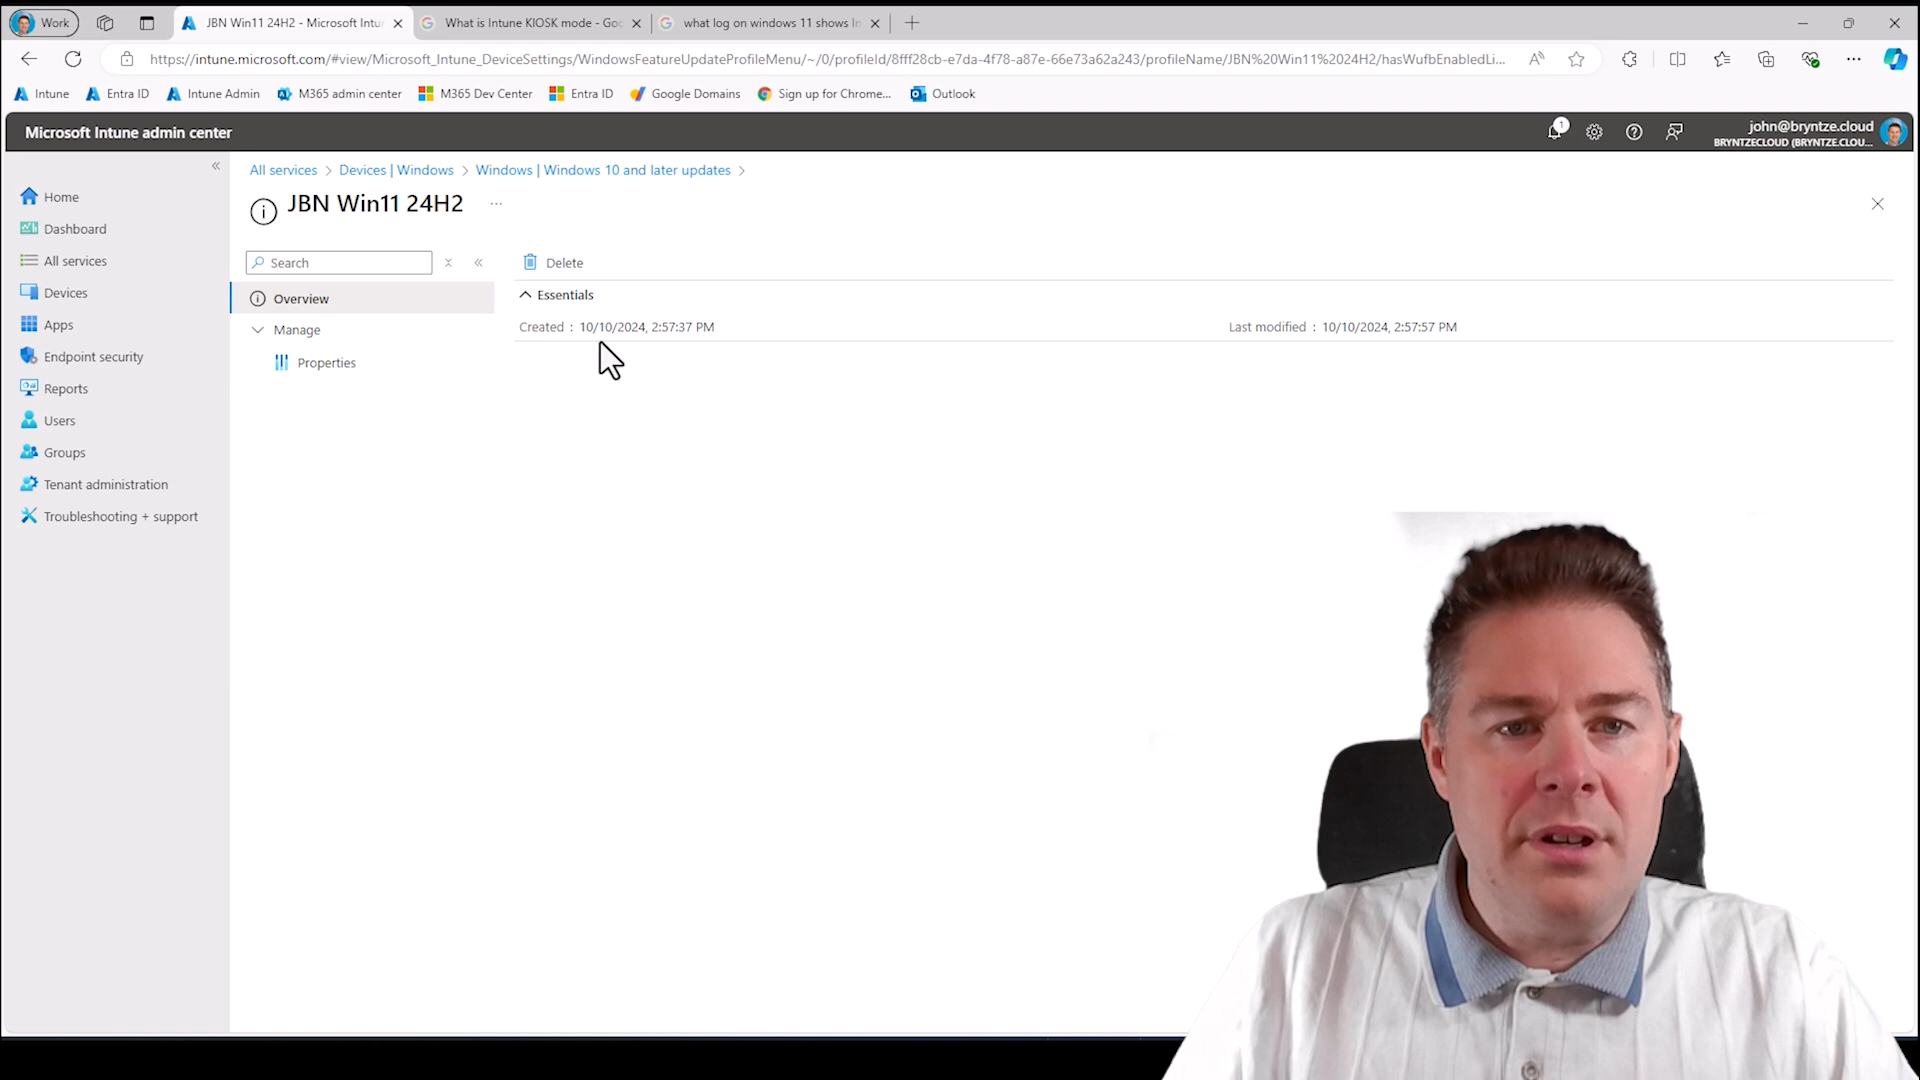 Work
JBN Win11 24H2 - Microsoft Intun
What is Intune KIOSK mode - Goo
what log on windows 11 shows In
https://intune.microsoft.com/#view/Microsoft_Intune_DeviceSettings/WindowsFeatureUpdateProfileMenu/~/0/profileId/8fff28cb-e7da-4f78-a87e-66e73a62a243/profileName/JBN%20Win11%2024H2/hasWufbEnabledLi...
Intune
Entra ID
Intune Admin
M365 admin center
M365 Dev Center
Entra ID
Google Domains
Sign up for Chrome...
Outlook
Microsoft Intune admin center
1
john@bryntze.cloud
BRYNTZECLOUD (BRYNTZE.CLOU...
All services > Devices | Windows > Windows | Windows 10 and later updates >
JBN Win11 24H2
...
Home
Dashboard
All services
Devices
Apps
Endpoint security
Reports
Users
Groups
Tenant administration
Troubleshooting + support
Search
Overview
Manage
Properties
Delete
Essentials
Created : 10/10/2024, 2:57:37 PM
Last modified : 10/10/2024, 2:57:57 PM